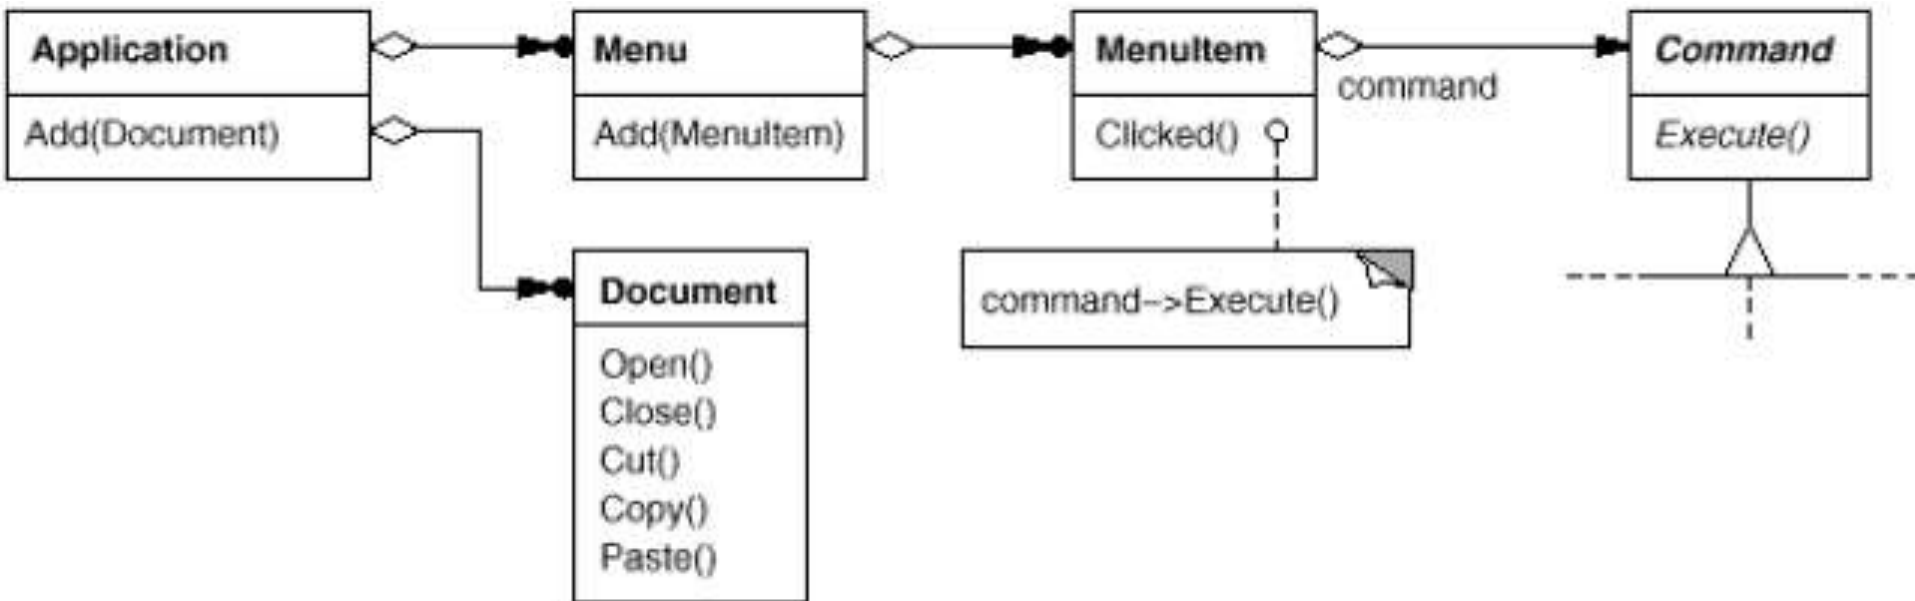 Application
Add(Document)
Menu
Add(MenuItem)
MenuItem
Clicked()
command
Command
Execute()
command->Execute()
Document
Open()
Close()
Cut()
Copy()
Paste()